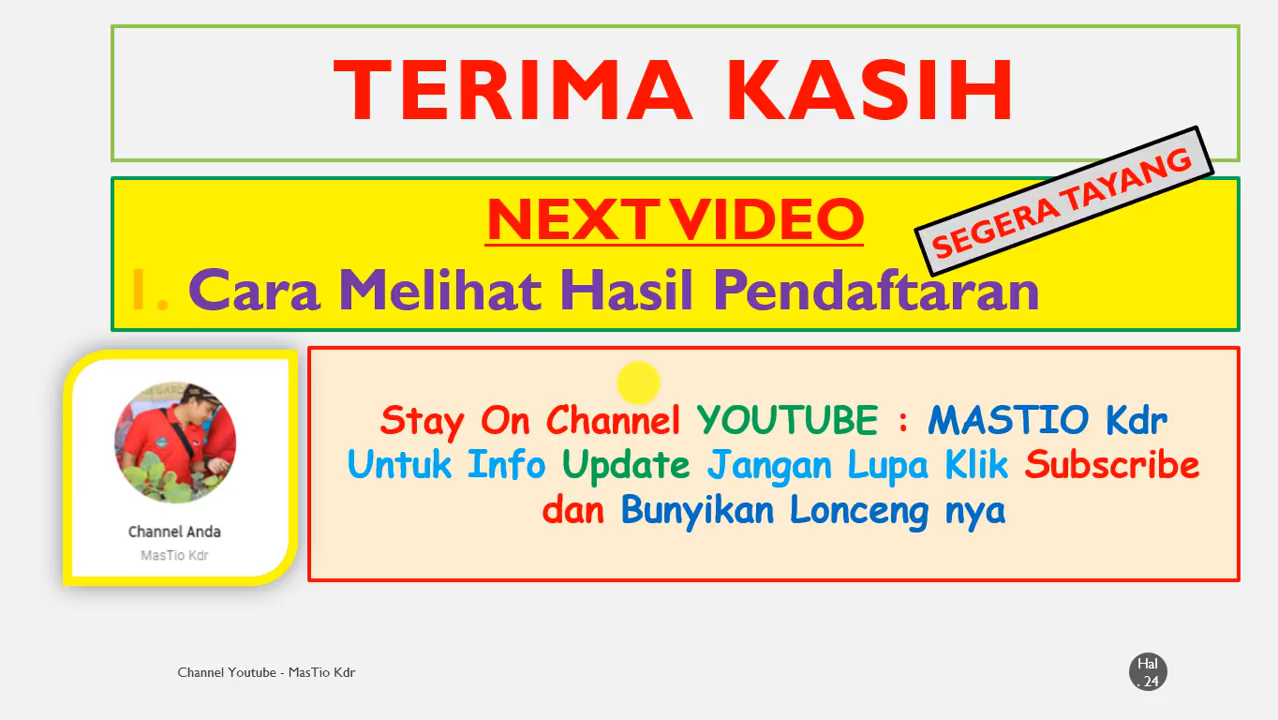 TERIMA KASIH
SEGERA TAYANG
NEXT VIDEO
1. Cara Melihat Hasil Pendaftaran
Stay On Channel YOUTUBE : MASTIO Kdr
Untuk Info Update Jangan Lupa Klik Subscribe
dan Bunyikan Lonceng nya
Channel Anda
MasTio Kdr
Channel Youtube - MasTio Kdr
Hal
. 24